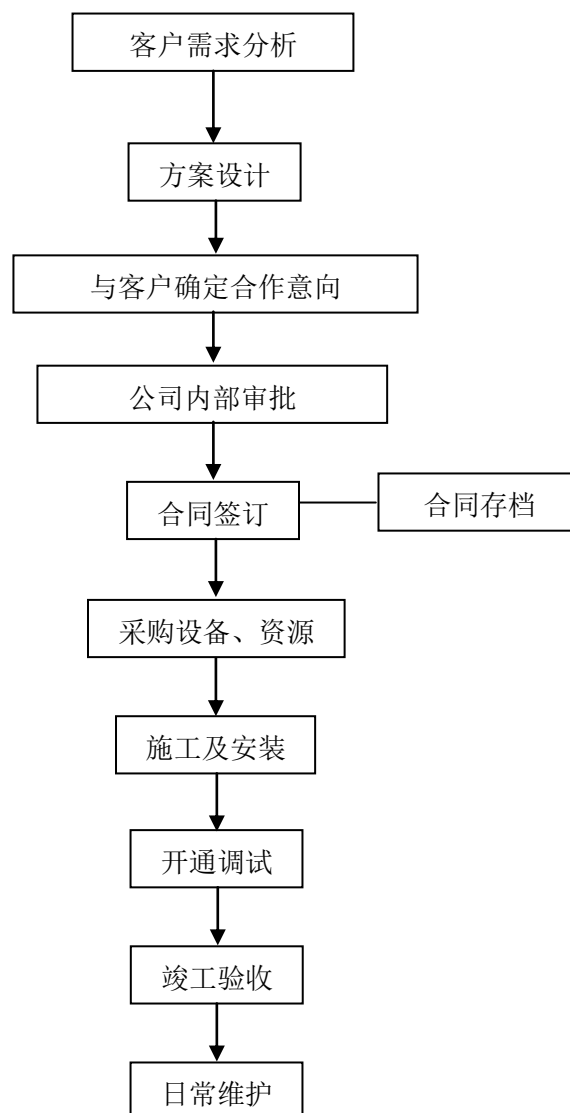 客户需求分析
方案设计
与客户确定合作意向
公司内部审批
合同签订
合同存档
采购设备、资源
施工及安装
开通调试
竣工验收
日常维护